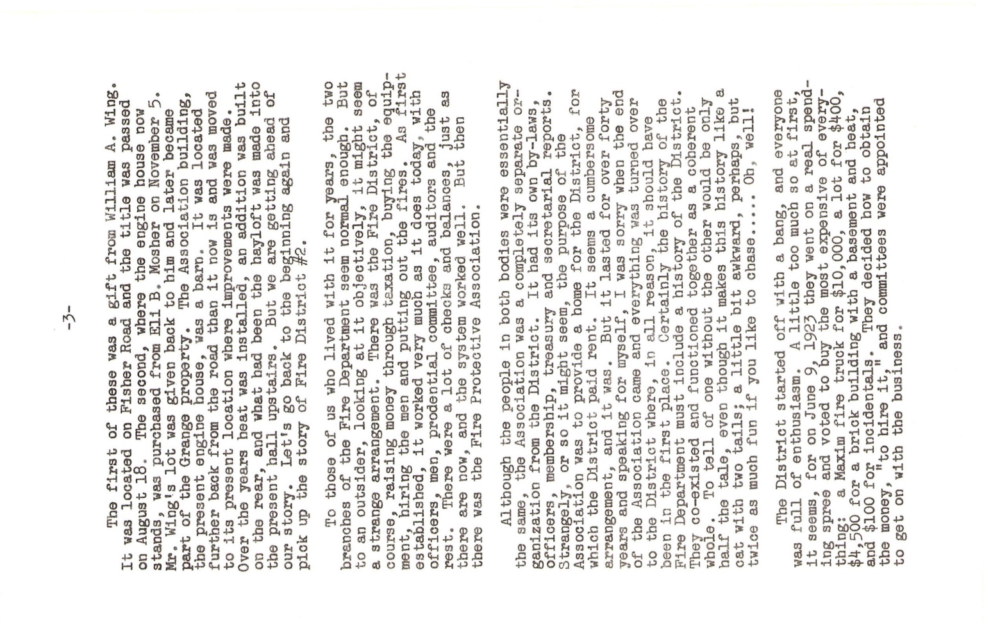 -3-
The first of these was a gift from William A. Wing.
It was located on Fisher Road and the title was passed
on August 18.  The second, where the engine house now
stands, was purchased from Eli B. Mosher on November 5.
Mr. Wing's lot was given back to him and later became
part of the Grange property.  The Association building,
the present engine house, was a barn.  It was located
further back from the road than it now is and was moved
to its present location where improvements were made.
Over the years heat was installed, an addition was built
on the rear, and what had been the hayloft was made into
the present hall upstairs.  But we are getting ahead of
our story.  Let's go back to the beginning again and
pick up the story of Fire District #2.
To those of us who lived with it for years, the two
branches of the Fire Department seem normal enough.  But
to an outsider, looking at it objectively, it might seem
a strange arrangement.  There was the Fire District, of
course, raising money through taxation, buying the equip-
ment, hiring the men and putting out the fires.  As first
established, it worked very much as it does today, with
officers, men, prodential committee, auditors and the
rest.  There were a lot of checks and balances, just as
there are now, and the system worked well.  But then
there was the Fire Protective Association.
Although the people in both bodies were essentially
the same, the Association was a completely separate or-
ganization from the District.  It had its own by-laws,
officers, membership, treasury and secretarial reports.
Strangely, or so it might seem, the purpose of the
Association was to provide a home for the District, for
which the District paid rent.  It seems a cumbersome
arrangement, and it was.  But it lasted for over forty
years and speaking for myself, I was sorry when the end
of the Association came and everything was turned over
to the District where, in all reason, it should have
been in the first place.  Certainly the history of the
Fire Department must include a history of the District.
They co-existed and functioned together as a coherent
whole.  To tell of one without the other would be only
half the tale, even though it makes this history like a
cat with two tails; a little bit awkward, perhaps, but
twice as much fun if you like to chase...... Oh, well!
The District started off with a bang, and everyone
was full of enthusiasm.  A little too much so at first,
it seems, for on June 9, 1923 they went on a real spend-
ing spree and voted to buy the most expensive of every-
thing:  a Maxim fire truck for $10,000, a lot for $400,
$4,500 for a brick building with a basement and heat,
and $100 for incidentals.  They decided how to obtain
the money, "to hire it," and committees were appointed
to get on with the business.